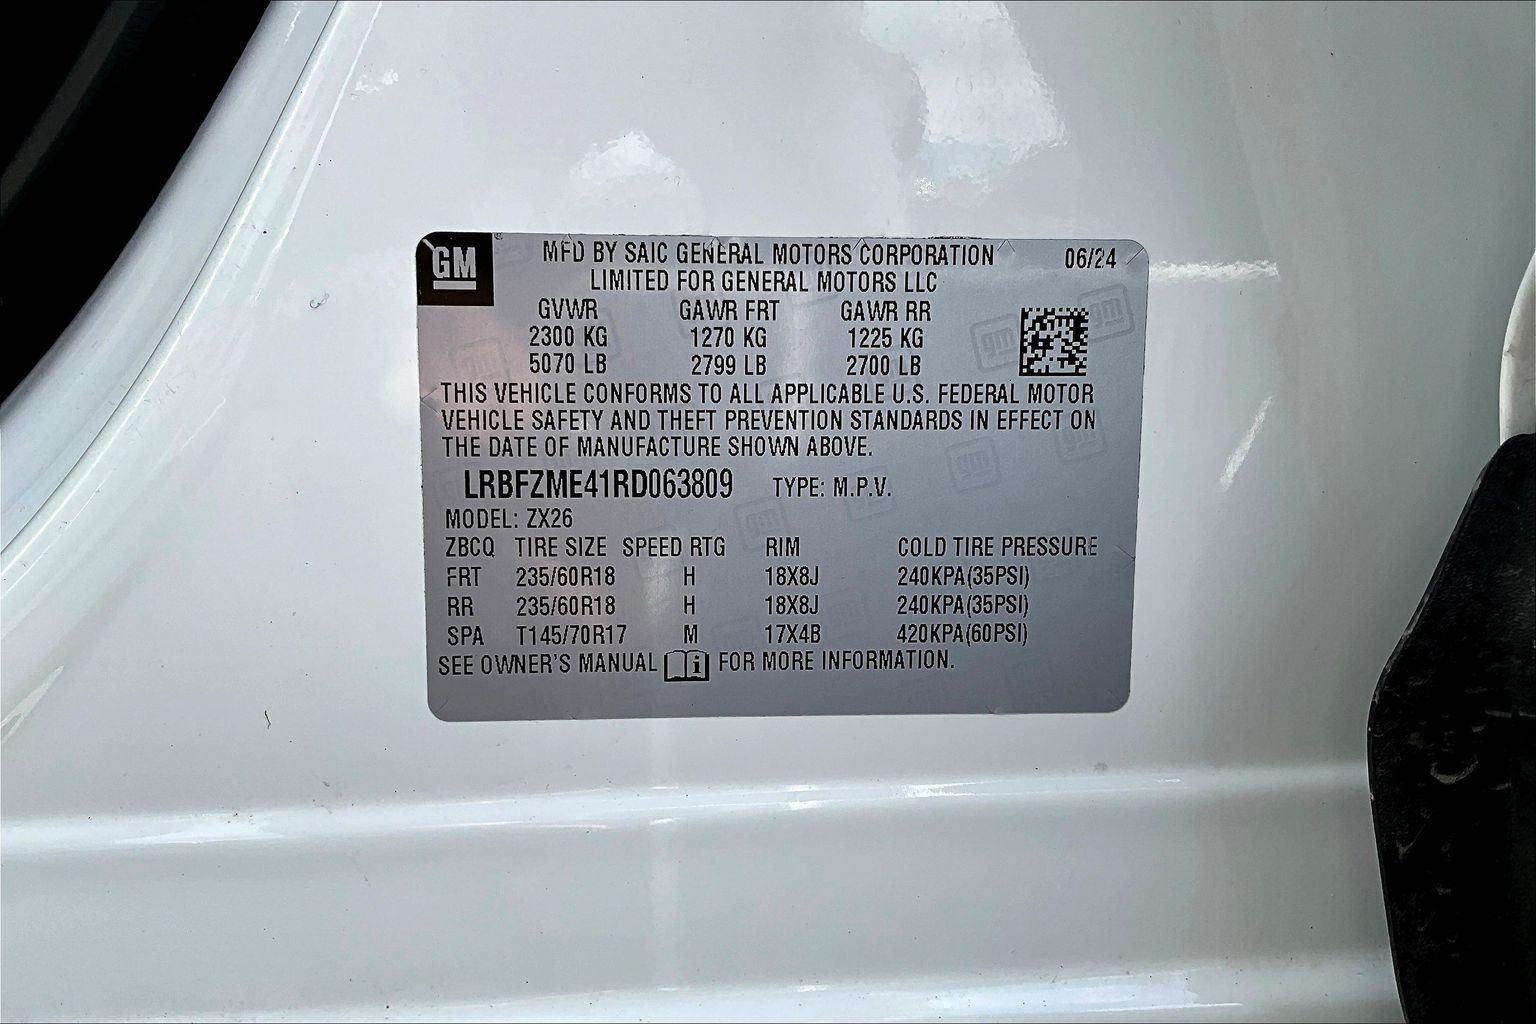 GM
MFD BY SAIC GENERAL MOTORS CORPORATION 06/24
LIMITED FOR GENERAL MOTORS LLC
GVWR GAWR FRT GAWR RR
2300 KG 1270 KG 1225 KG
5070 LB 2799 LB 2700 LB
THIS VEHICLE CONFORMS TO ALL APPLICABLE U.S. FEDERAL MOTOR
VEHICLE SAFETY AND THEFT PREVENTION STANDARDS IN EFFECT ON
THE DATE OF MANUFACTURE SHOWN ABOVE.
LRBFZME41RD063809 TYPE: M.P.V.
MODEL: ZX26
ZBCQ TIRE SIZE SPEED RTG RIM COLD TIRE PRESSURE
FRT 235/60R18 H 18X8J 240KPA(35PSI)
RR 235/60R18 H 18X8J 240KPA(35PSI)
SPA T145/70R17 M 17X4B 420KPA(60PSI)
SEE OWNER'S MANUAL FOR MORE INFORMATION.